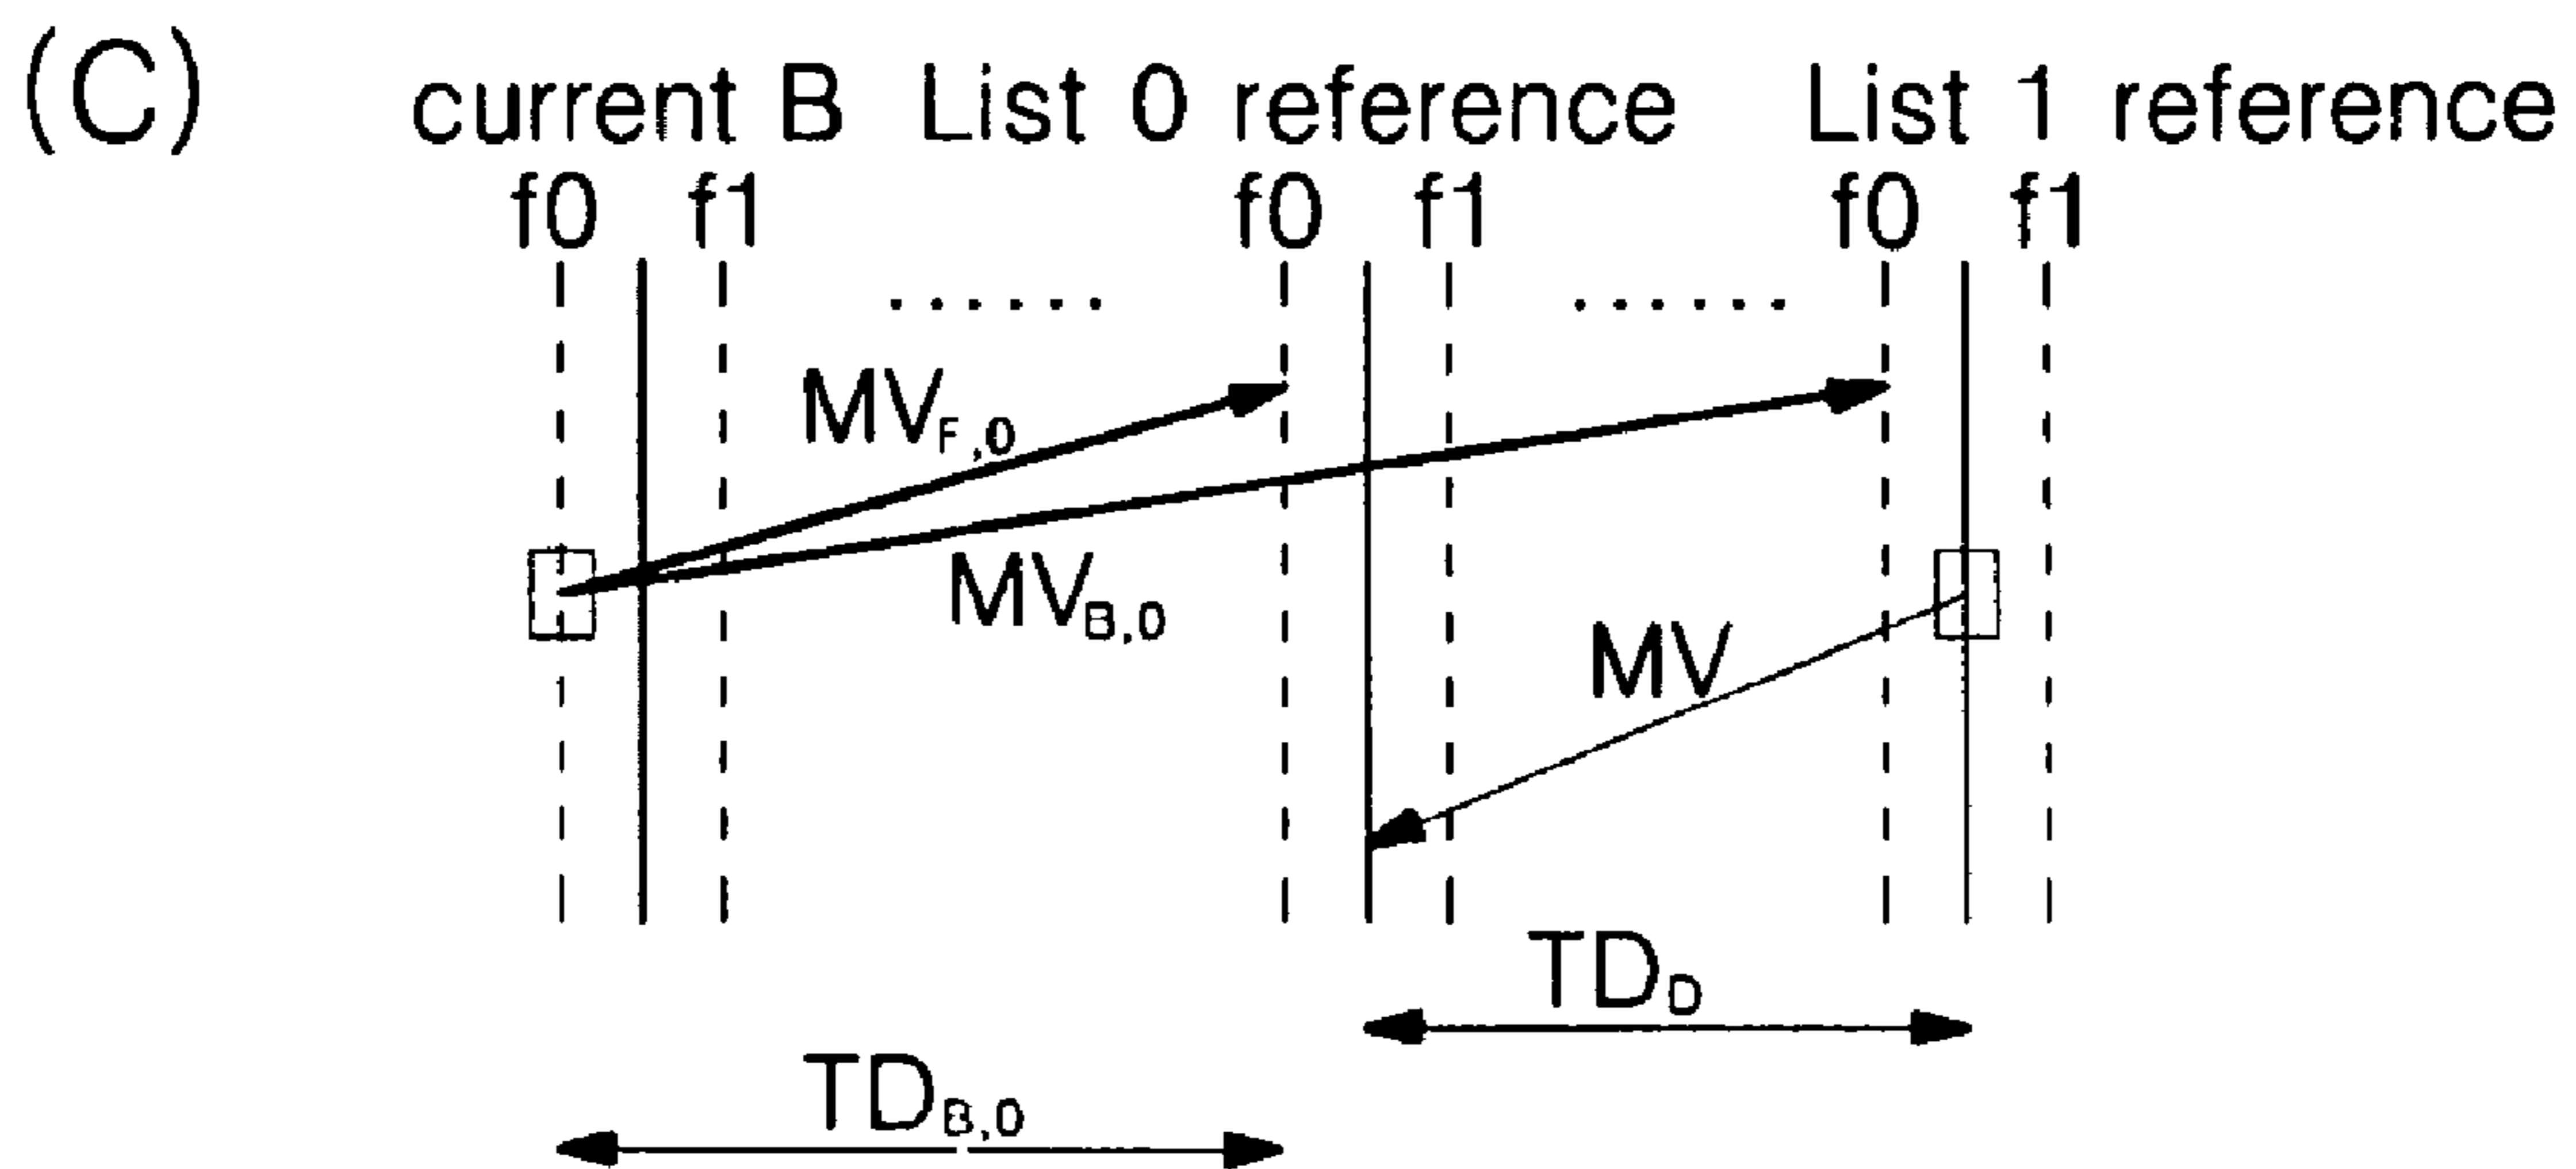 (C)
current B List 0 reference List 1 reference
f0 f1 f0 f1 f0 f1
......
......
MVF,0
MVB,0
MV
TDD
TDB,0